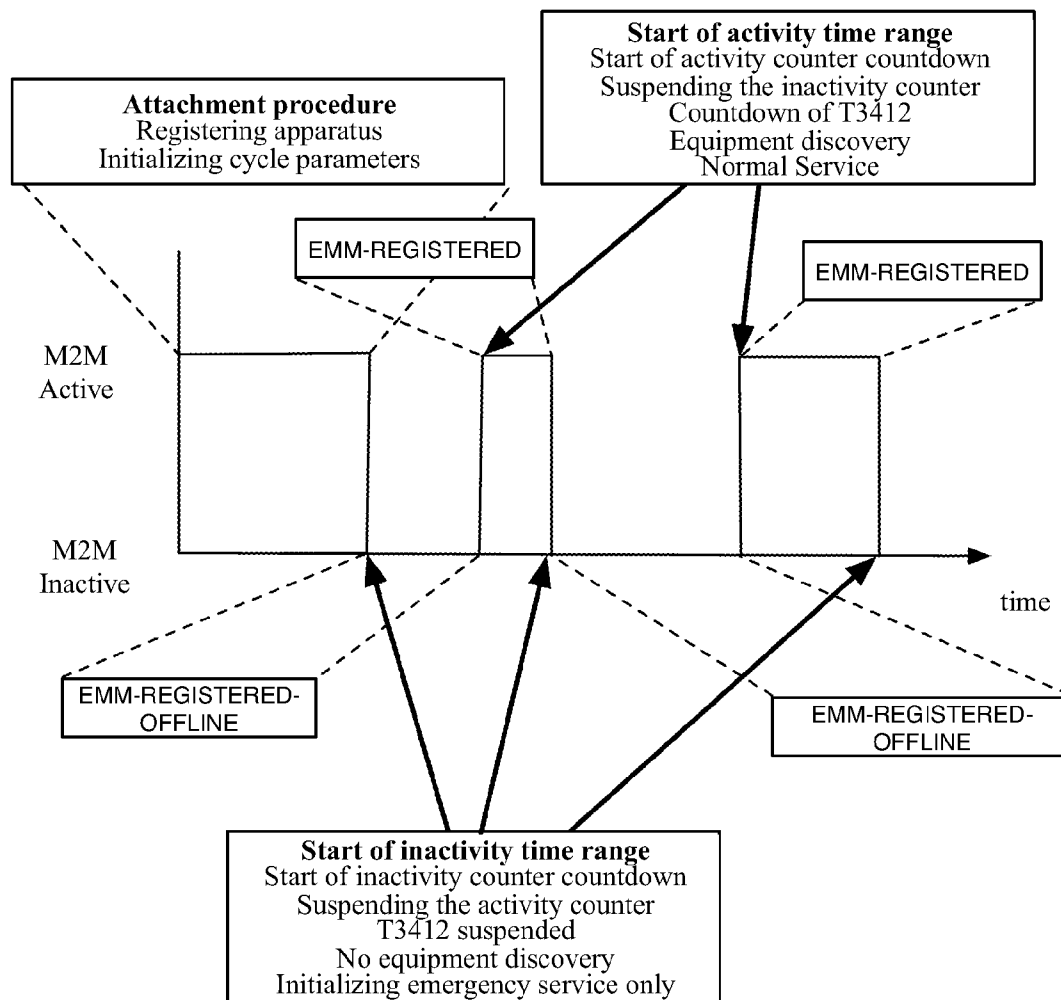 Start of activity time range
Start of activity counter countdown
Suspending the inactivity counter
Countdown of T3412
Equipment discovery
Normal Service
Attachment procedure
Registering apparatus
Initializing cycle parameters
EMM-REGISTERED
EMM-REGISTERED
M2M
Active
M2M
Inactive
time
EMM-REGISTERED-
OFFLINE
EMM-REGISTERED-
OFFLINE
Start of inactivity time range
Start of inactivity counter countdown
Suspending the activity counter
T3412 suspended
No equipment discovery
Initializing emergency service only